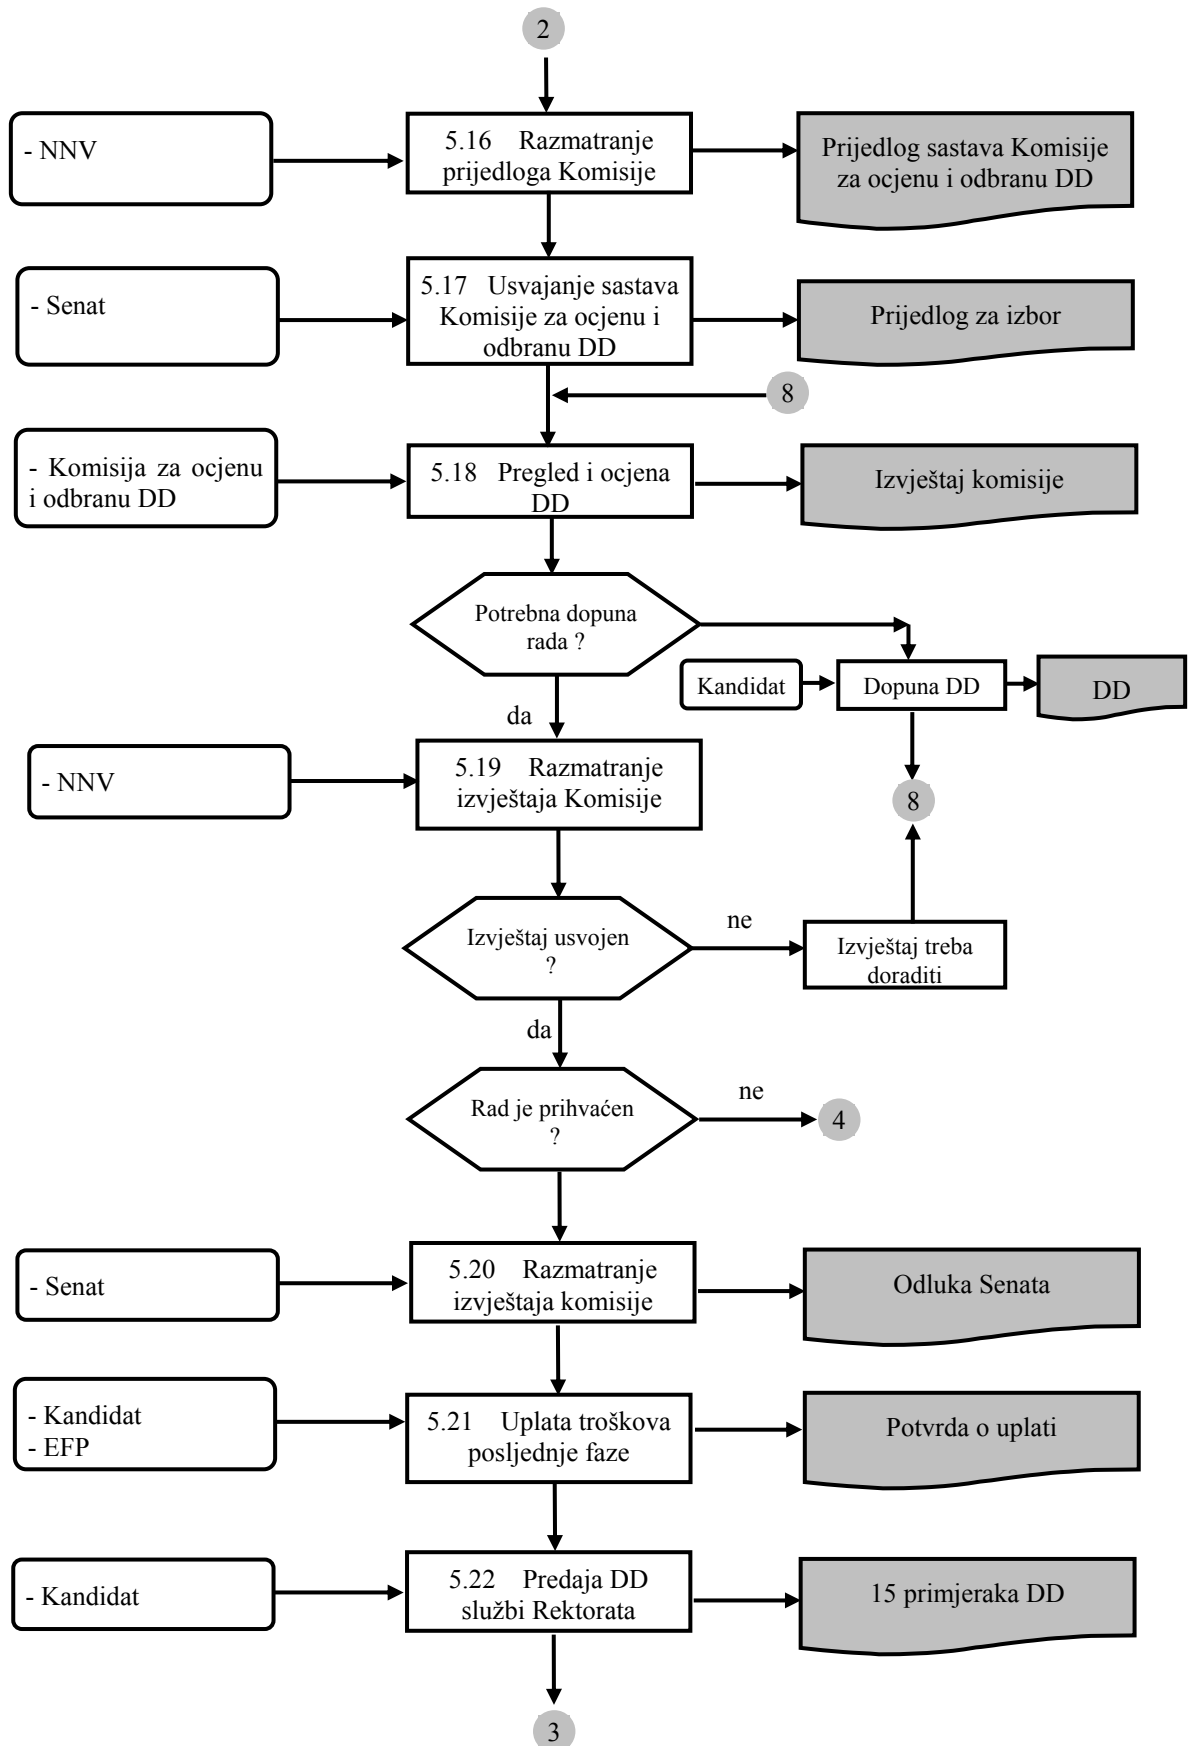 2
- NNV
5.16 Razmatranje
prijedloga Komisije
Prijedlog sastava Komisije
za ocjenu i odbranu DD
- Senat
5.17 Usvajanje sastava
Komisije za ocjenu i
odbranu DD
Prijedlog za izbor
8
- Komisija za ocjenu
i odbranu DD
5.18 Pregled i ocjena
DD
Izvještaj komisije
Potrebna dopuna
rada ?
Kandidat
Dopuna DD
DD
da
- NNV
5.19 Razmatranje
izvještaja Komisije
8
Izvještaj usvojen
?
ne
Izvještaj treba
doraditi
da
Rad je prihvaćen
?
ne
4
- Senat
5.20 Razmatranje
izvještaja komisije
Odluka Senata
- Kandidat
- EFP
5.21 Uplata troškova
posljednje faze
Potvrda o uplati
- Kandidat
5.22 Predaja DD
službi Rektorata
15 primjeraka DD
3